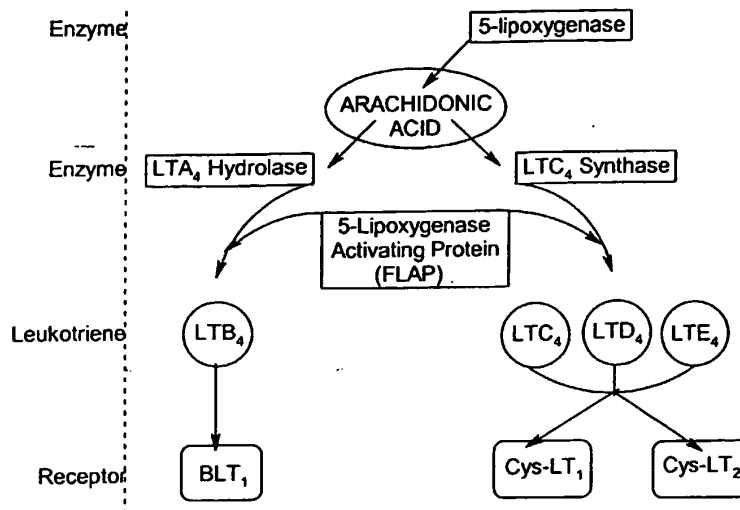 Enzyme
5-lipoxygenase
ARACHIDONIC
ACID
Enzyme
LTA₄ Hydrolase
LTC₄ Synthase
5-Lipoxygenase
Activating Protein
(FLAP)
Leukotriene
LTB₄
LTC₄
LTD₄
LTE₄
Receptor
BLT₁
Cys-LT₁
Cys-LT₂